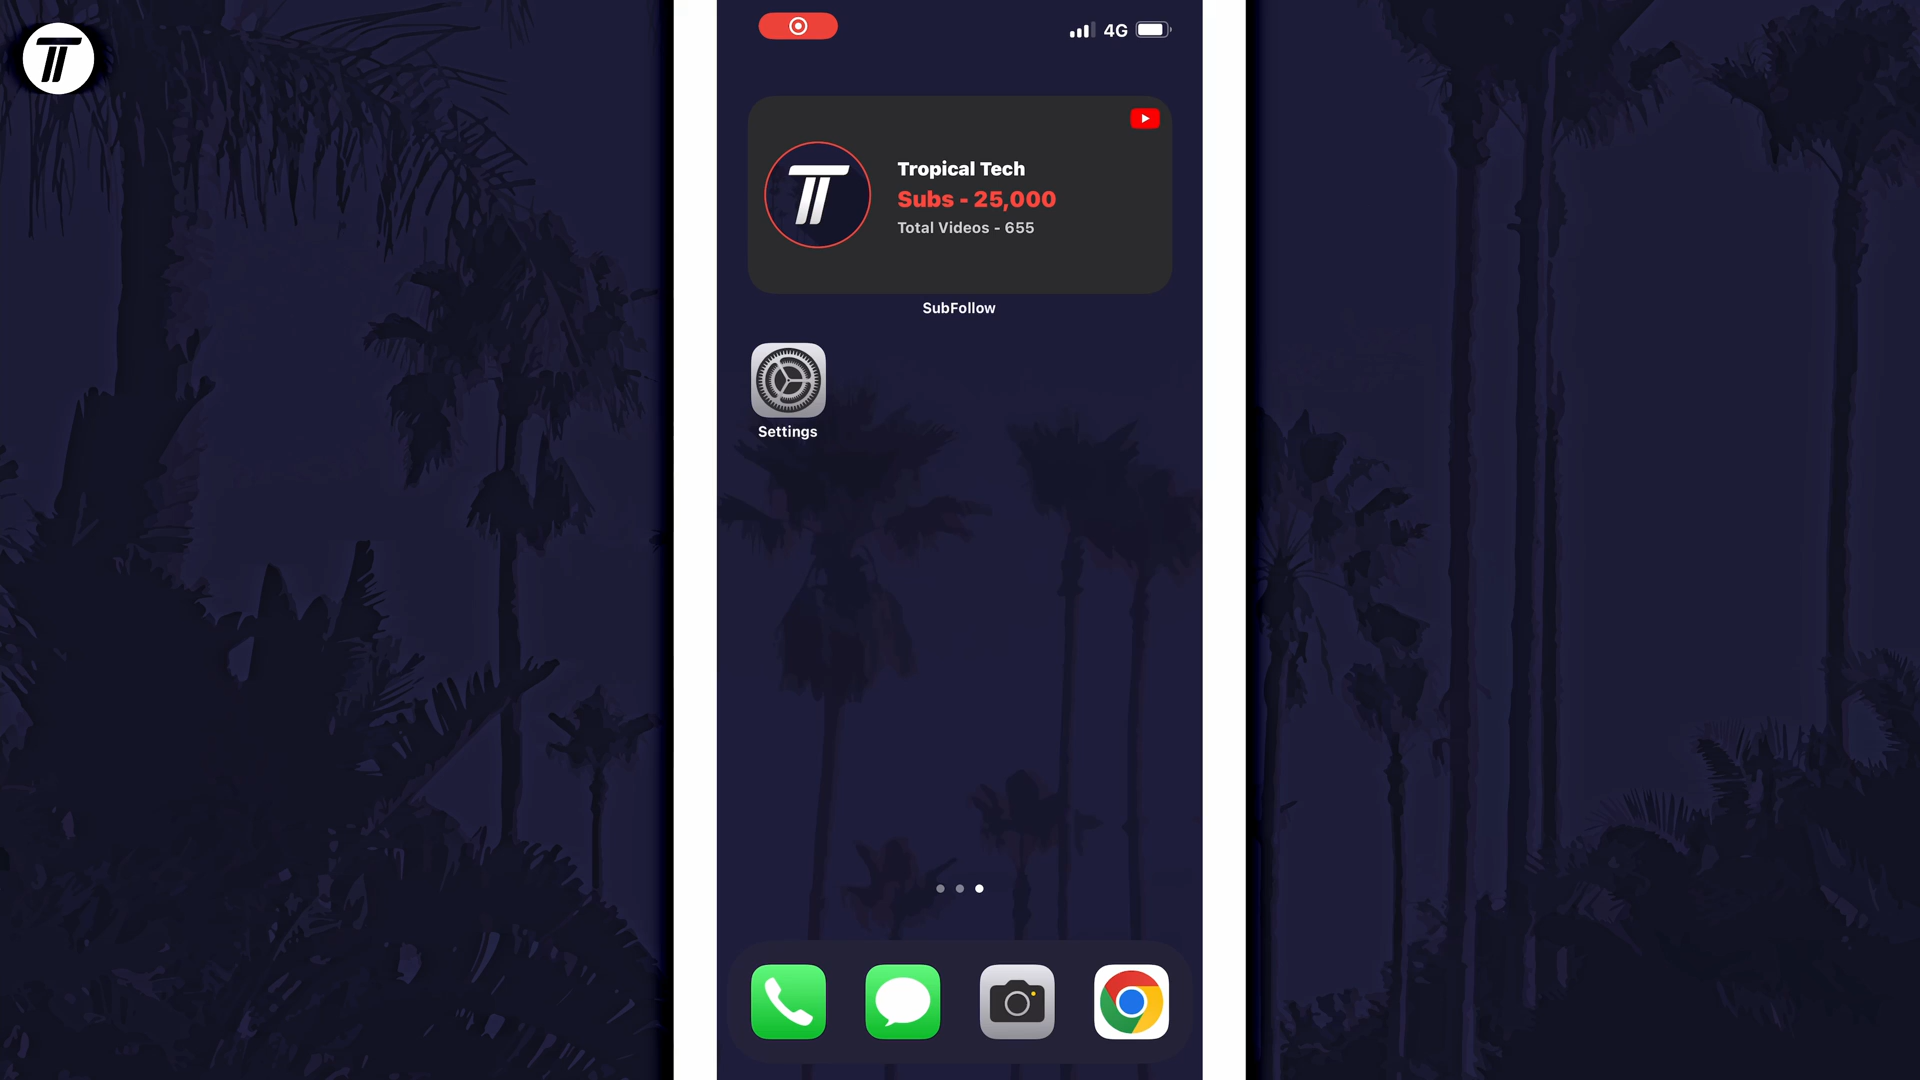 4G
Tropical Tech
Subs - 25,000
Total Videos - 655
SubFollow
Settings